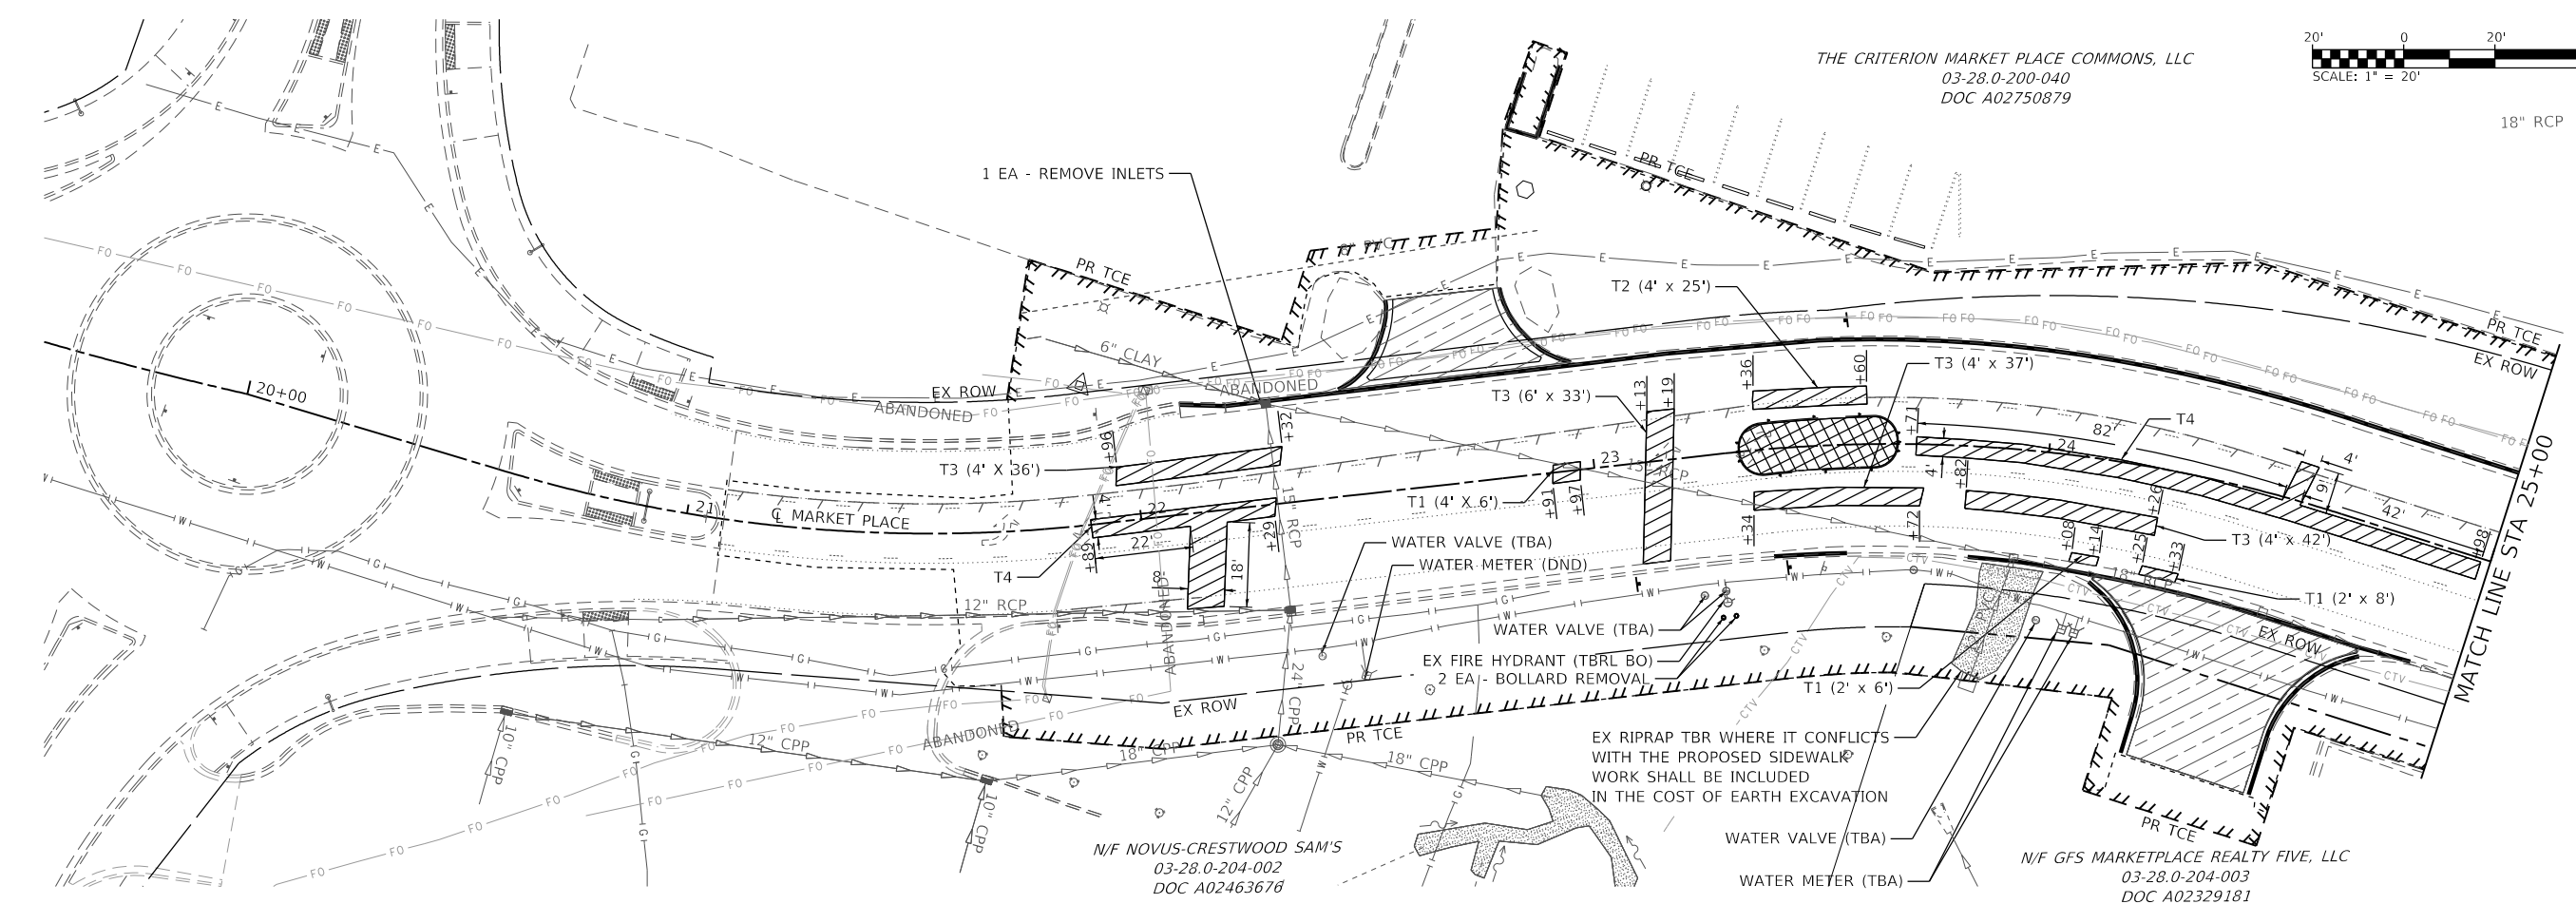 THE CRITERION MARKET PLACE COMMONS, LLC
03-28.0-200-040
DOC A02750879
20' 0 20'
SCALE: 1" = 20'
18" RCP
1 EA - REMOVE INLETS
PR TCE
PR TCE
PR TCE
EX ROW
6" CLAY
T2 (4' x 25')
T3 (4' x 37')
T3 (6' x 33')
T4
+36
+60
+13
+19
+71
82'
24
4'
9'
42'
4'
+82
+26
+98
EX ROW
ABANDONED
ABANDONED
20+00
21
℄ MARKET PLACE
T3 (4' X 36')
+96
+32
4'
22
22'
+89
+29
8'
18'
15" RCP
T4
T1 (4' X 6')
+91
+97
23
15" RCP
+34
+72
+08
+14
+25
+33
T3 (4' x 42')
18" RCP
T1 (2' x 8')
MATCH LINE STA 25+00
WATER VALVE (TBA)
WATER METER (DND)
12" RCP
ABANDONED
WATER VALVE (TBA)
EX FIRE HYDRANT (TBRL BO)
2 EA - BOLLARD REMOVAL
T1 (2' x 6')
EX ROW
EX ROW
24" CPP
PR TCE
ABANDONED
12" CPP
18" CPP
18" CPP
10" CPP
10" CPP
12" CPP
EX RIPRAP TBR WHERE IT CONFLICTS
WITH THE PROPOSED SIDEWALK
WORK SHALL BE INCLUDED
IN THE COST OF EARTH EXCAVATION
WATER VALVE (TBA)
WATER METER (TBA)
PR TCE
N/F NOVUS-CRESTWOOD SAM'S
03-28.0-204-002
DOC A02463676
N/F GFS MARKETPLACE REALTY FIVE, LLC
03-28.0-204-003
DOC A02329181